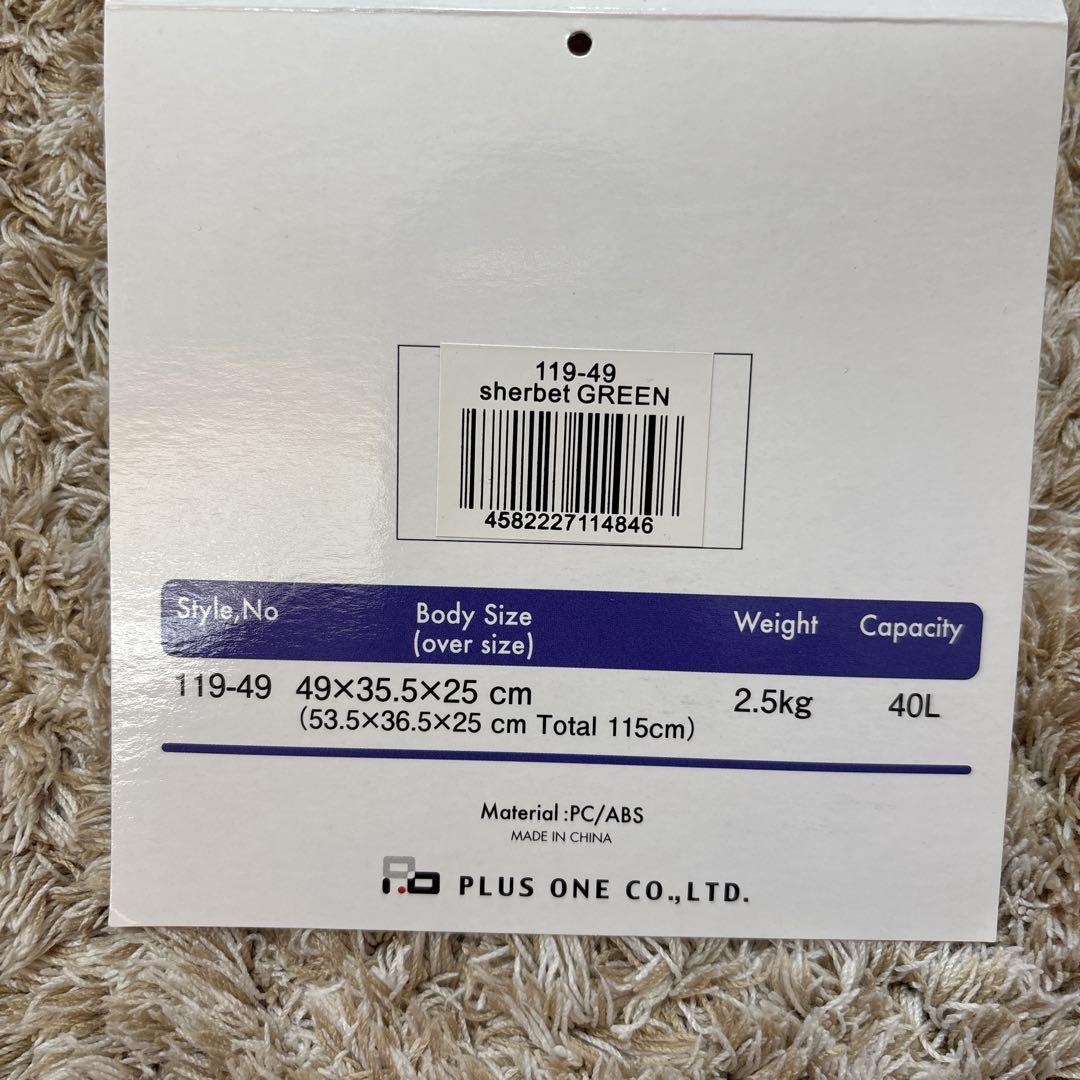 119-49
sherbet GREEN
4582227114846
Style,No Body Size Weight Capacity
(over size)
119-49 49×35.5×25 cm 2.5kg 40L
(53.5×36.5×25 cm Total 115cm)
Material :PC/ABS
MADE IN CHINA
PLUS ONE CO.,LTD.